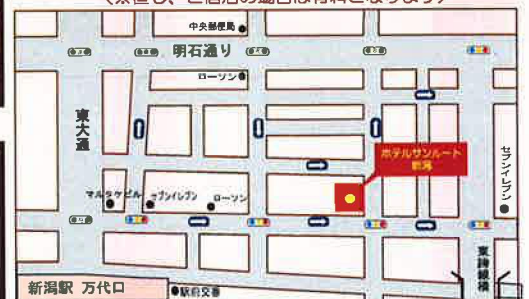 中央郵便局
明石通り
ローソン
東大通
ホテルサンルート
新潟
セブンイレブン
マルタケビル
セブンイレブン
ローソン
新潟駅 万代口
駅前交番